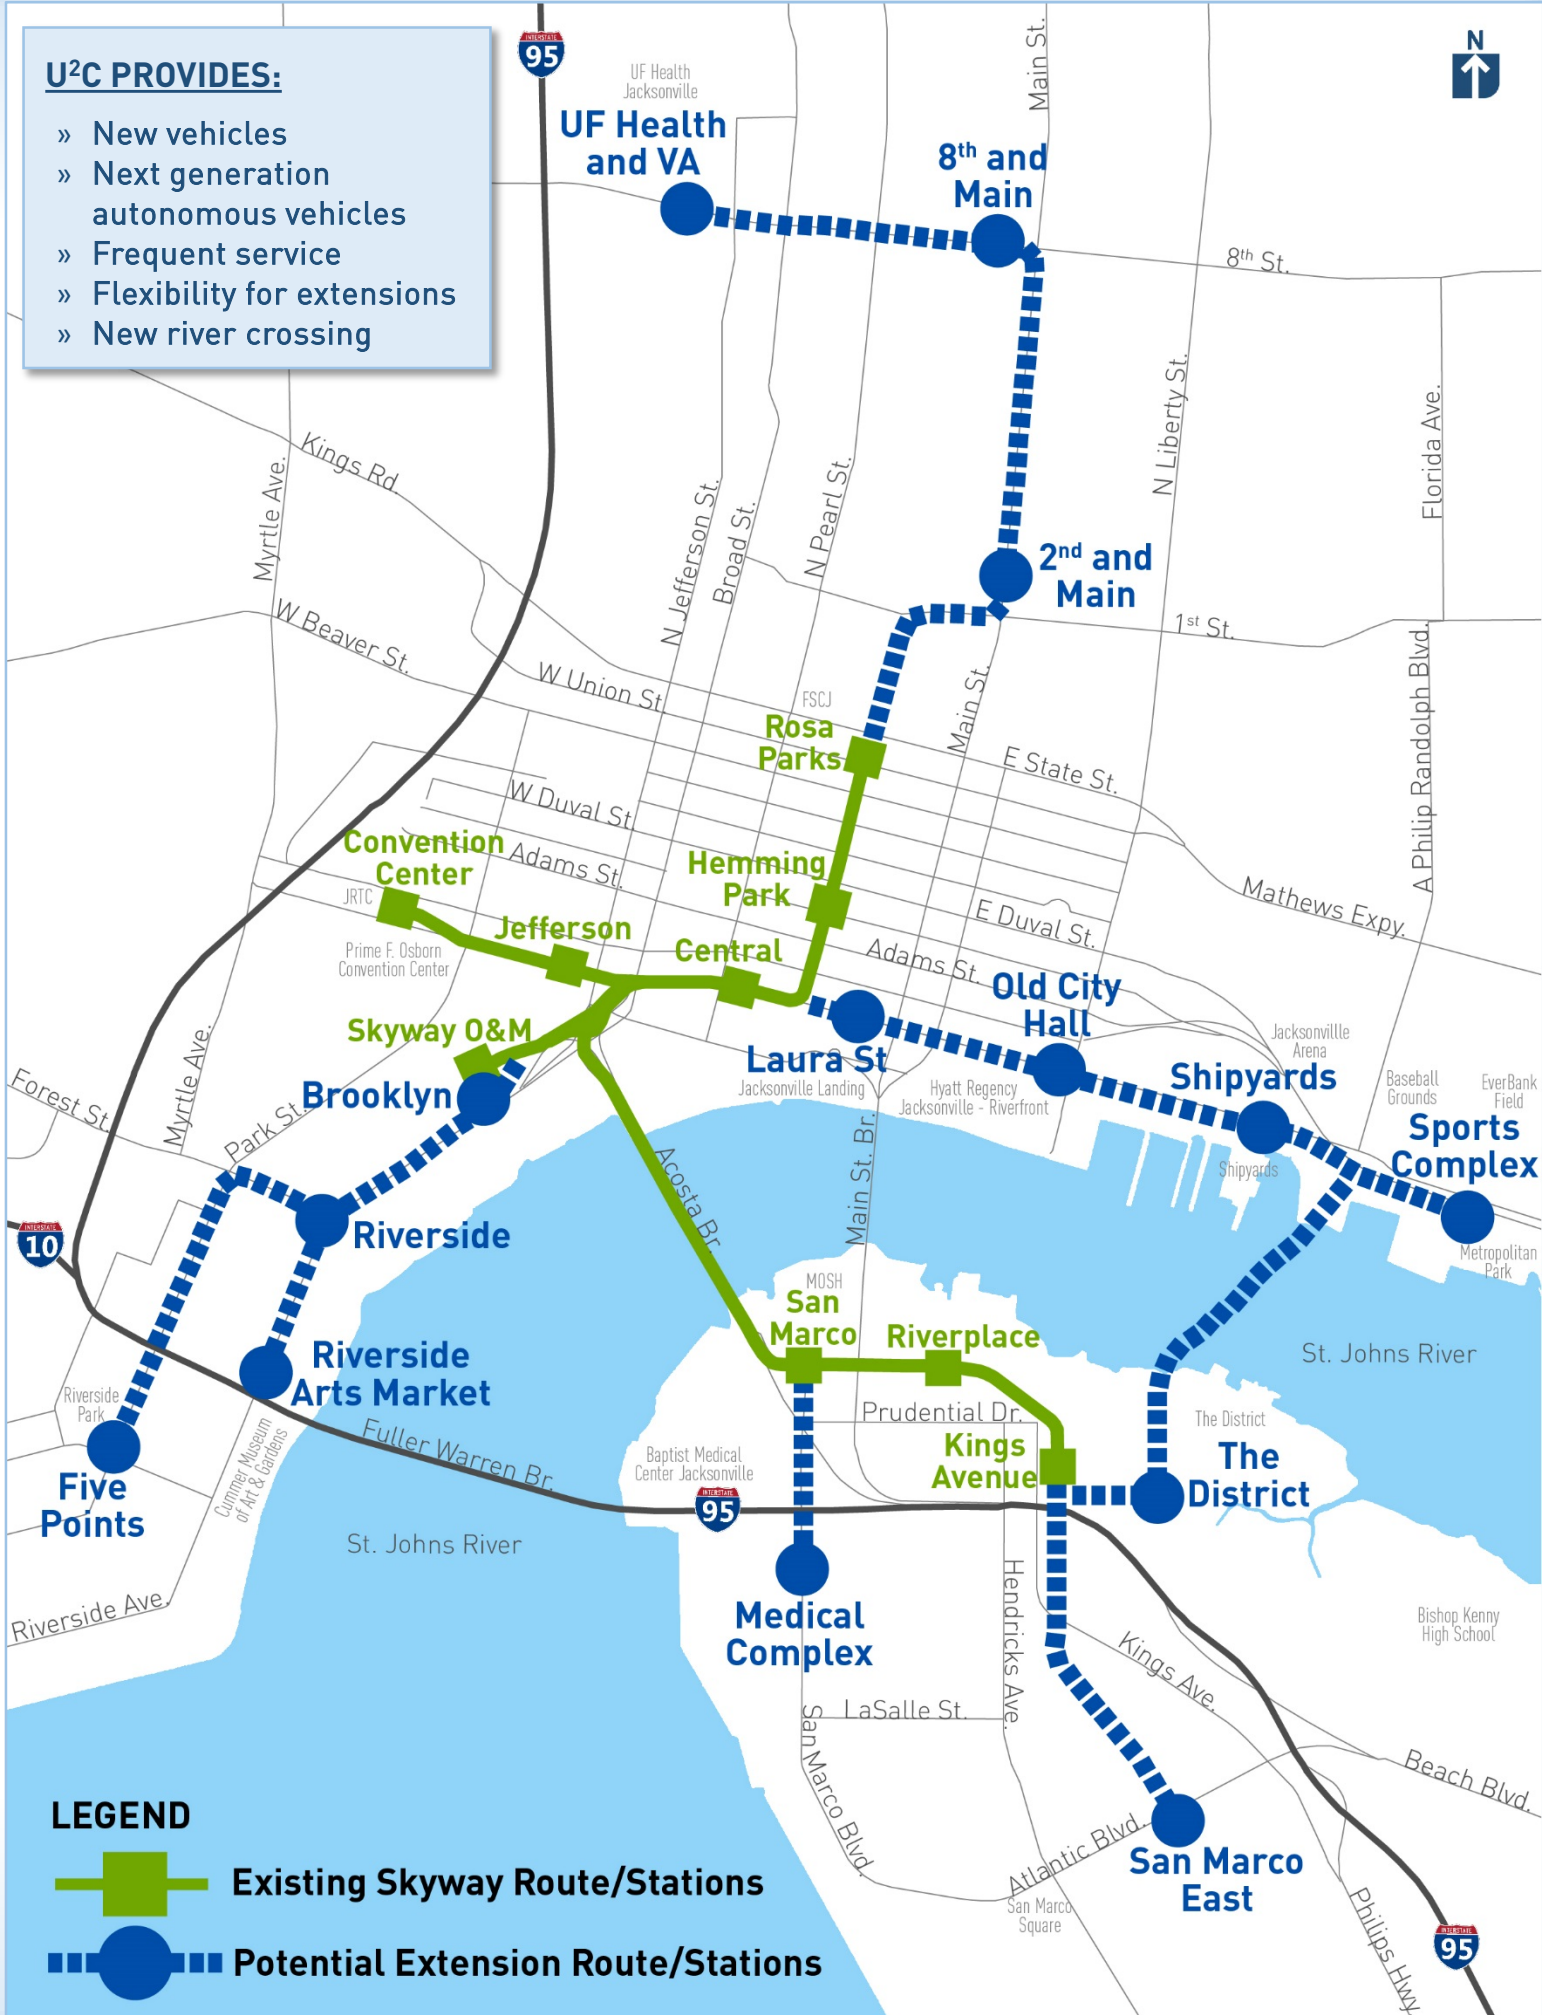 U²C PROVIDES:
» New vehicles
» Next generation
autonomous vehicles
» Frequent service
» Flexibility for extensions
» New river crossing
INTERSTATE
95
N
UF Health
Jacksonville
UF Health
and VA
Main St.
8th and
Main
8th St.
Kings Rd.
Myrtle Ave.
N Liberty St.
Florida Ave.
N Jefferson St.
Broad St.
N Pearl St.
2nd and
Main
1st St.
W Beaver St.
W Union St.
FSCJ
Rosa
Parks
Main St.
E State St.
A Philip Randolph Blvd.
W Duval St.
Convention
Center
Adams St.
JRTC
Hemming
Park
E Duval St.
Mathews Expy.
Jefferson
Central
Prime F. Osborn
Convention Center
Adams St.
Old City
Hall
Skyway O&M
Laura St
Jacksonville Landing
Hyatt Regency
Jacksonville - Riverfront
Jacksonvillle
Arena
Shipyards
Baseball
Grounds
EverBank
Field
Sports
Complex
Forest St.
Myrtle Ave.
Park St.
Brooklyn
Shipyards
Acosta Br.
Main St. Br.
INTERSTATE
10
Riverside
Metropolitan
Park
MOSH
San
Marco
Riverplace
St. Johns River
Riverside
Arts Market
Riverside
Park
Fuller Warren Br.
Prudential Dr.
The District
Cummer Museum
of Art & Gardens
Baptist Medical
Center Jacksonville
Kings
Avenue
The
District
Five
Points
INTERSTATE
95
St. Johns River
Riverside Ave.
Medical
Complex
Hendricks Ave.
Bishop Kenny
High School
Kings Ave.
LaSalle St.
San Marco Blvd.
Beach Blvd.
Atlantic Blvd.
San Marco
East
San Marco
Square
Philips Hwy
INTERSTATE
95
LEGEND
Existing Skyway Route/Stations
Potential Extension Route/Stations